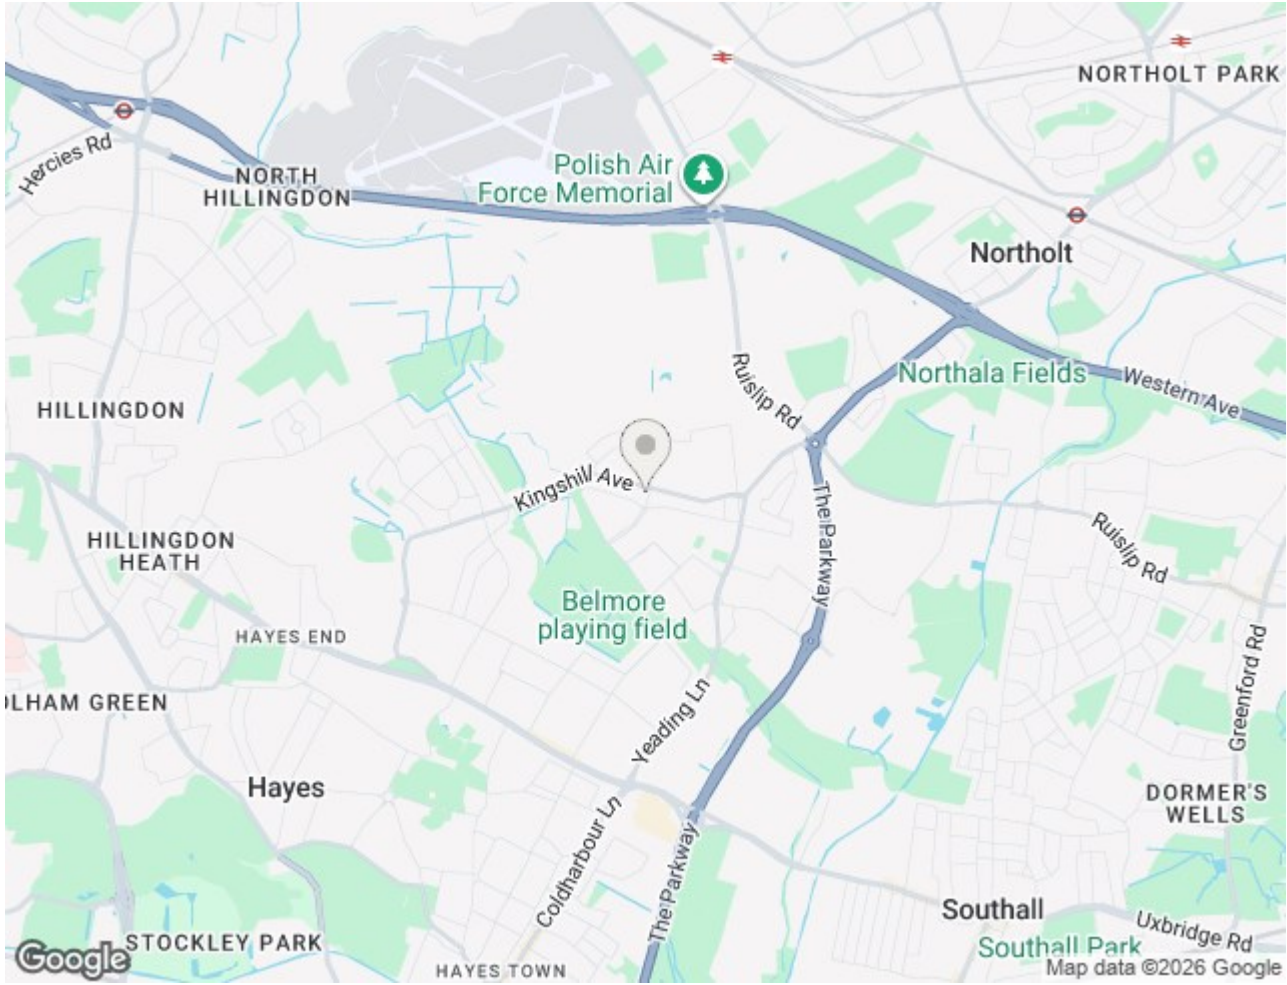 NORTHOLT PARK
Hercies Rd
Polish Air
Force Memorial
NORTH
HILLINGDON
Northolt
Ruislip Rd
Northala Fields
Western Ave
HILLINGDON
Kingshill Ave
The Parkway
Ruislip Rd
HILLINGDON
HEATH
Belmore
playing field
HAYES END
Greenford Rd
OLHAM GREEN
Yeading Ln
Hayes
DORMER'S
WELLS
Coldharbour Ln
The Parkway
Southall
Uxbridge Rd
STOCKLEY PARK
Southall Park
Google
HAYES TOWN
Map data ©2026 Google